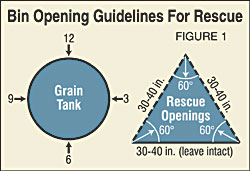 Bin Opening Guidelines For Rescue
FIGURE 1
12
9
Grain
Tank
3
6
30-40 in.
30-40 in.
60°
Rescue
Openings
60°
60°
30-40 in. (leave intact)